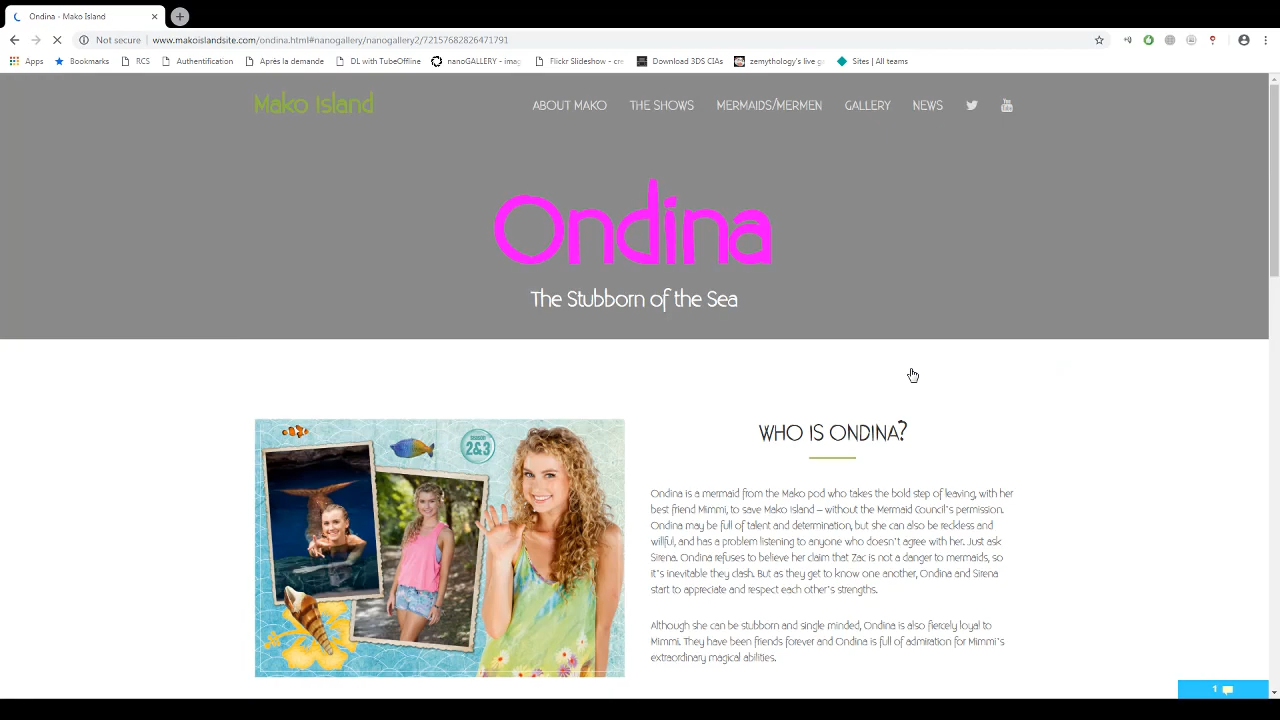 Ondina - Mako Island
Not secure
www.makoislandsite.com/ondina.html#nanogallery/nanogallery2/72157682826471791
Apps
Bookmarks
RCS
Authentification
Après la demande
DL with TubeOffline
nanoGALLERY - imag
Flickr Slideshow - cre
Download 3DS CIAs
zemythology's live g
Sites | All teams
Mako Island
ABOUT MAKO
THE SHOWS
MERMAIDS/MERMEN
GALLERY
NEWS
Ondina
The Stubborn of the Sea
SEASON
2&3
WHO IS ONDINA?
Ondina is a mermaid from the Mako pod who takes the bold step of leaving, with her
best friend Mimmi, to save Mako Island – without the Mermaid Council's permission.
Ondina may be full of talent and determination, but she can also be reckless and
willful, and has a problem listening to anyone who doesn't agree with her. Just ask
Sirena. Ondina refuses to believe her claim that Zac is not a danger to mermaids, so
it's inevitable they clash. But as they get to know one another, Ondina and Sirena
start to appreciate and respect each other's strengths.
Although she can be stubborn and single minded, Ondina is also fiercely loyal to
Mimmi. They have been friends forever and Ondina is full of admiration for Mimmi's
extraordinary magical abilities.
1